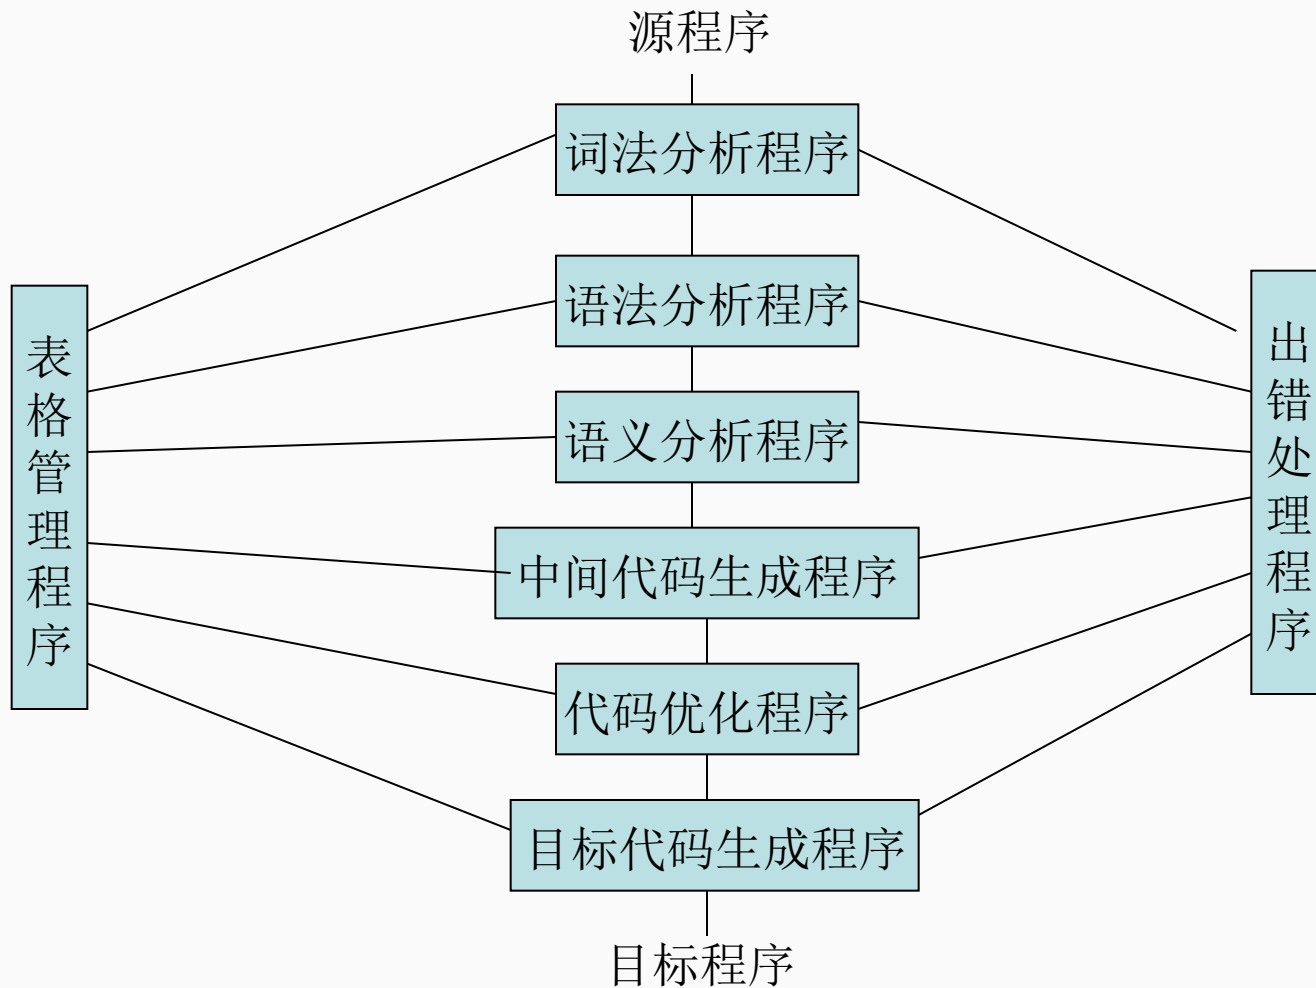 源程序
词法分析程序
语法分析程序
语义分析程序
中间代码生成程序
代码优化程序
目标代码生成程序
目标程序
表格管理程序
出错处理程序